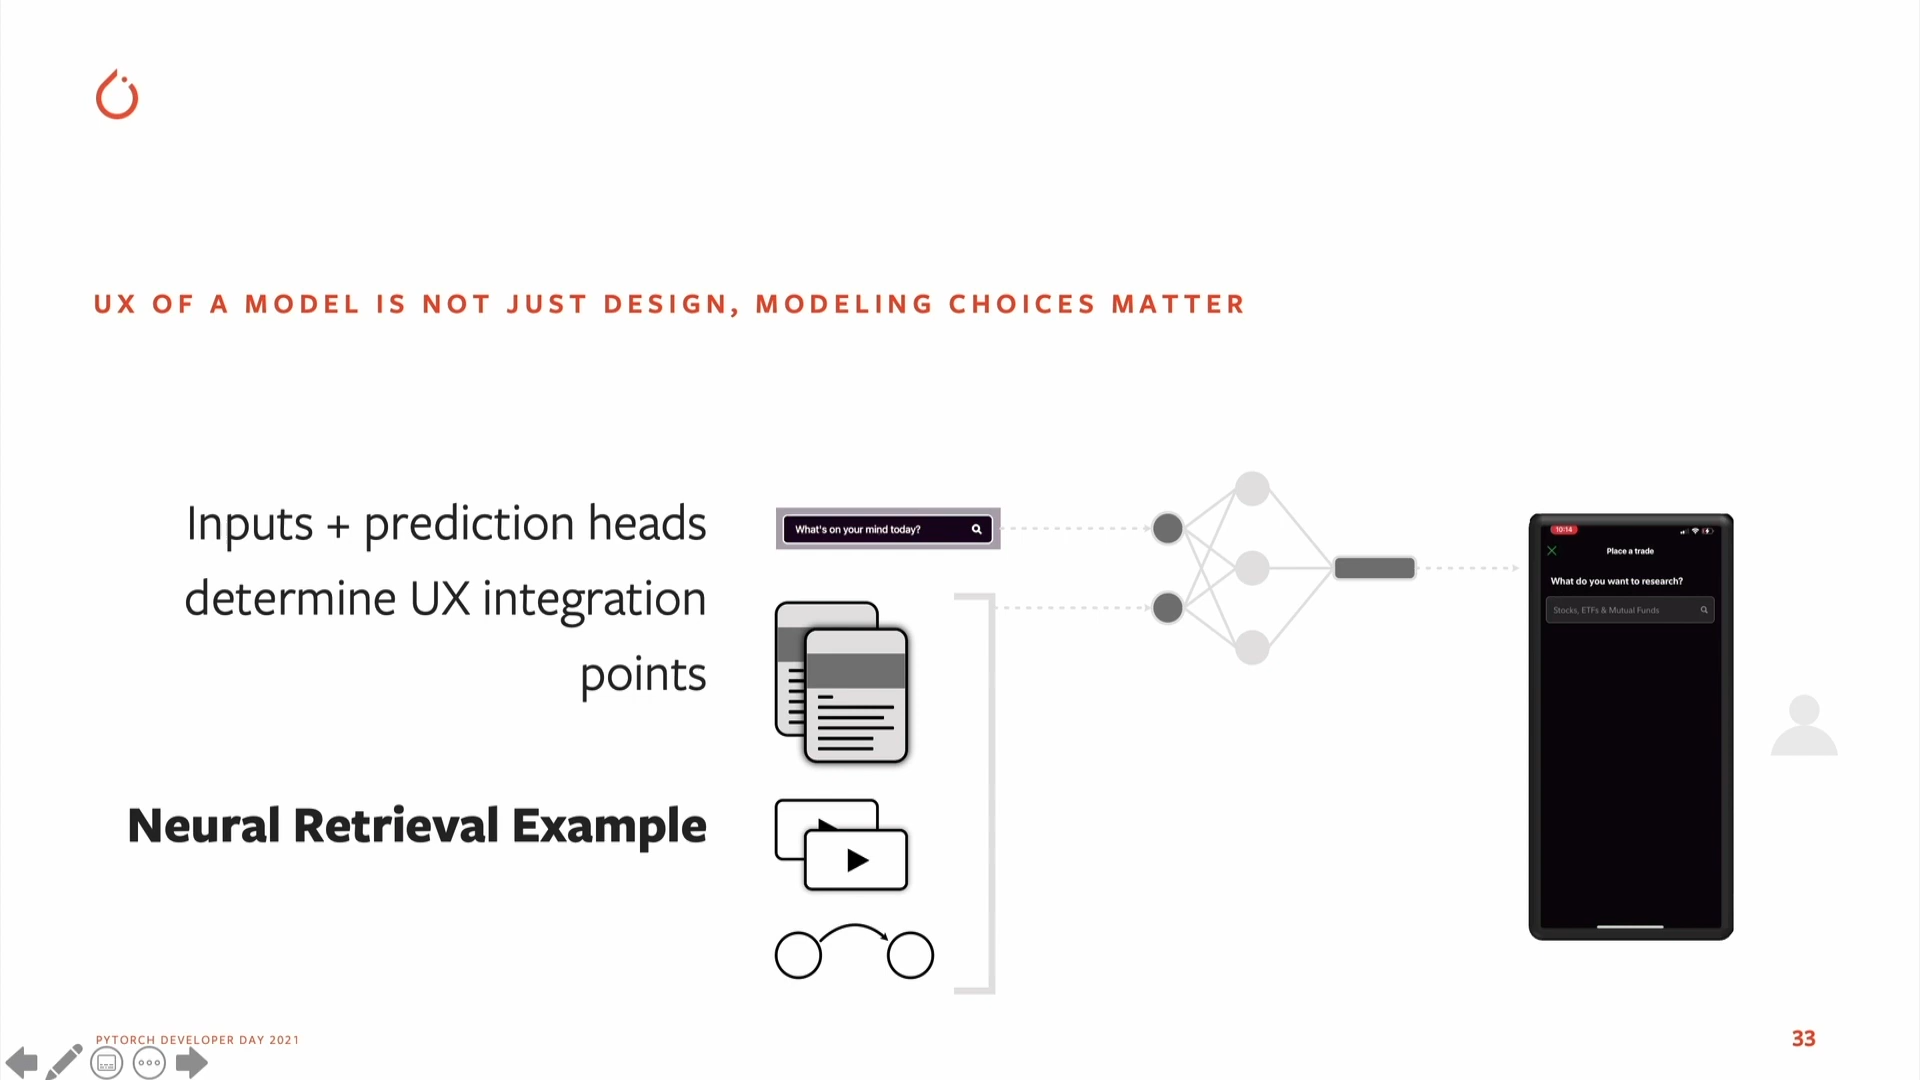 UX OF A MODEL IS NOT JUST DESIGN, MODELING CHOICES MATTER
Inputs + prediction heads
determine UX integration
points
Neural Retrieval Example
What's on your mind today?
10:14
Place a trade
What do you want to research?
Stocks, ETFs & Mutual Funds
PYTORCH DEVELOPER DAY 2021
33